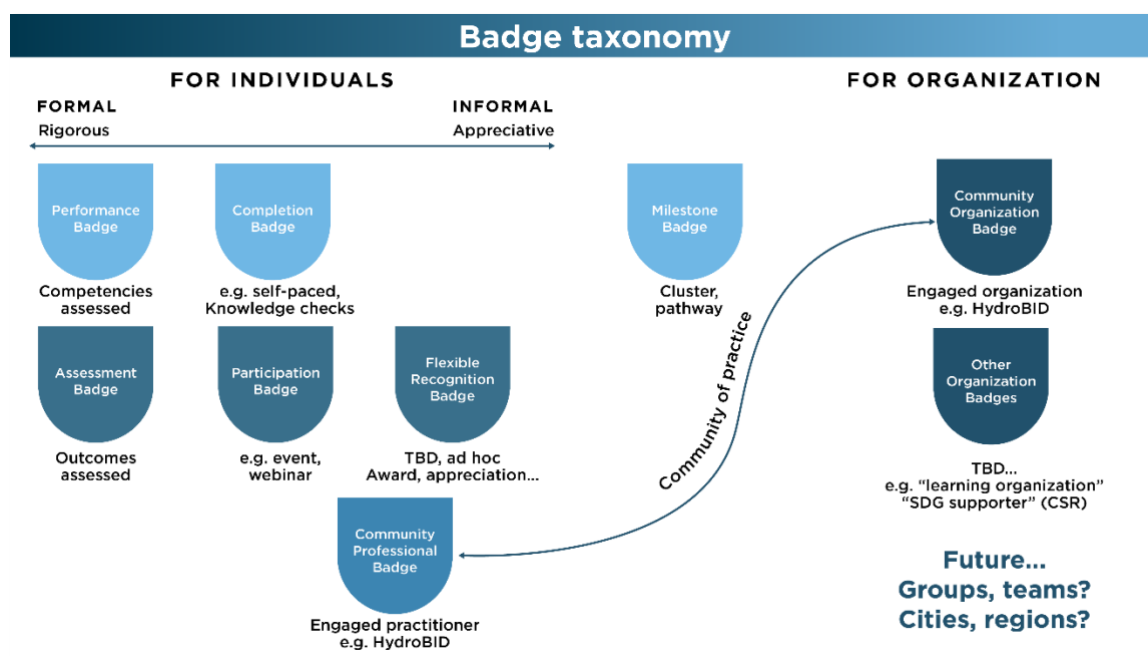 Badge taxonomy
FOR INDIVIDUALS
FOR ORGANIZATION
FORMAL
Rigorous
INFORMAL
Appreciative
Performance
Badge
Competencies
assessed
Completion
Badge
e.g. self-paced,
Knowledge checks
Milestone
Badge
Cluster,
pathway
Community
Organization
Badge
Engaged organization
e.g. HydroBID
Assessment
Badge
Outcomes
assessed
Participation
Badge
e.g. event,
webinar
Flexible
Recognition
Badge
TBD, ad hoc
Award, appreciation...
Community of practice
Other
Organization
Badges
TBD...
e.g. “learning organization”
“SDG supporter” (CSR)
Community
Professional
Badge
Engaged practitioner
e.g. HydroBID
Future...
Groups, teams?
Cities, regions?